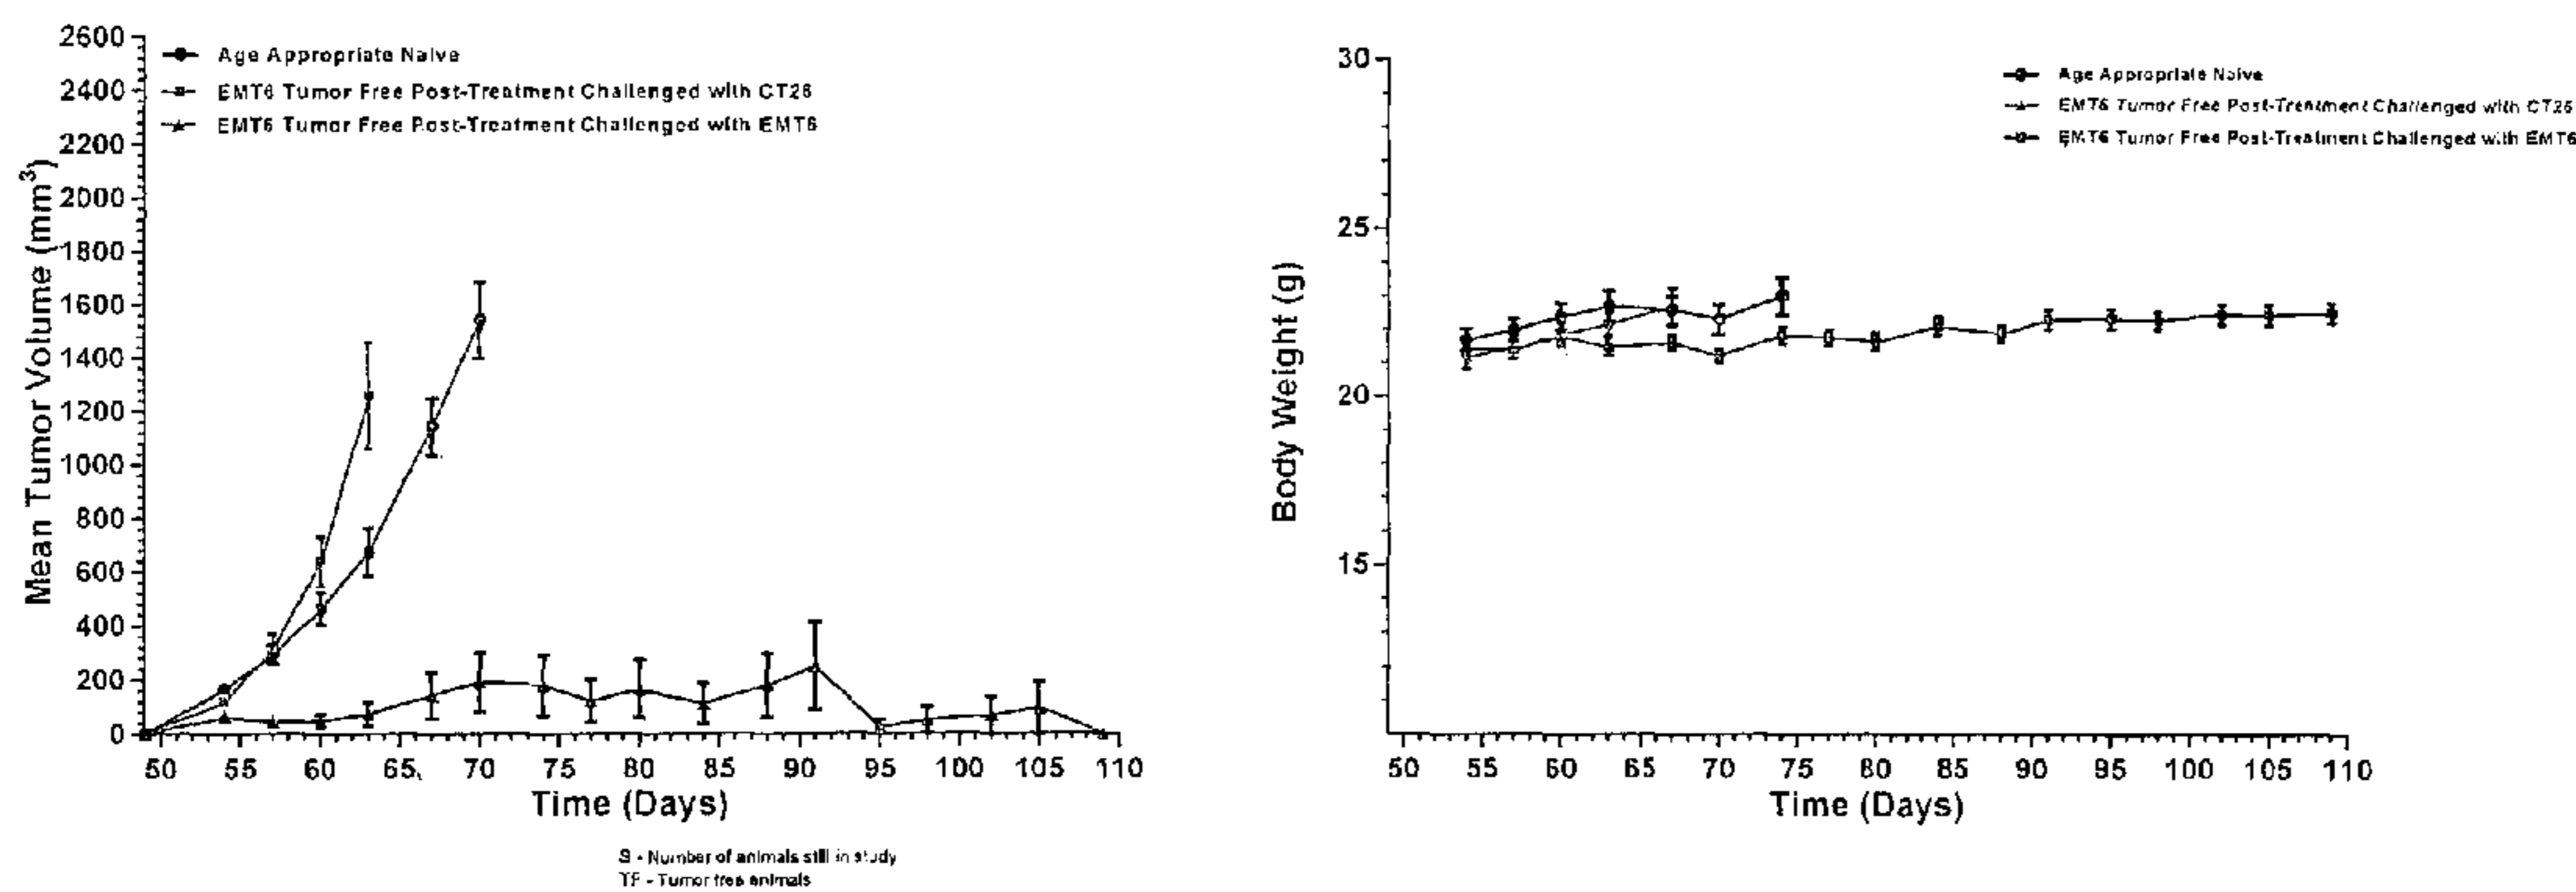 2600
Age Appropriate Naive
2400
EMT6 Tumor Free Post-Treatment Challenged with CT26
EMT6 Tumor Free Post-Treatment Challenged with EMT6
2200
2000
1800
1600
1400
1200
1000
800
600
400
200
0
Mean Tumor Volume (mm³)
50 55 60 65 70 75 80 85 90 95 100 105 110
Time (Days)
S - Number of animals still in study
TF - Tumor free animals
30
Age Appropriate Naive
EMT6 Tumor Free Post-Treatment Challenged with CT26
EMT6 Tumor Free Post-Treatment Challenged with EMT6
25
20
15
Body Weight (g)
50 55 60 65 70 75 80 85 90 95 100 105 110
Time (Days)